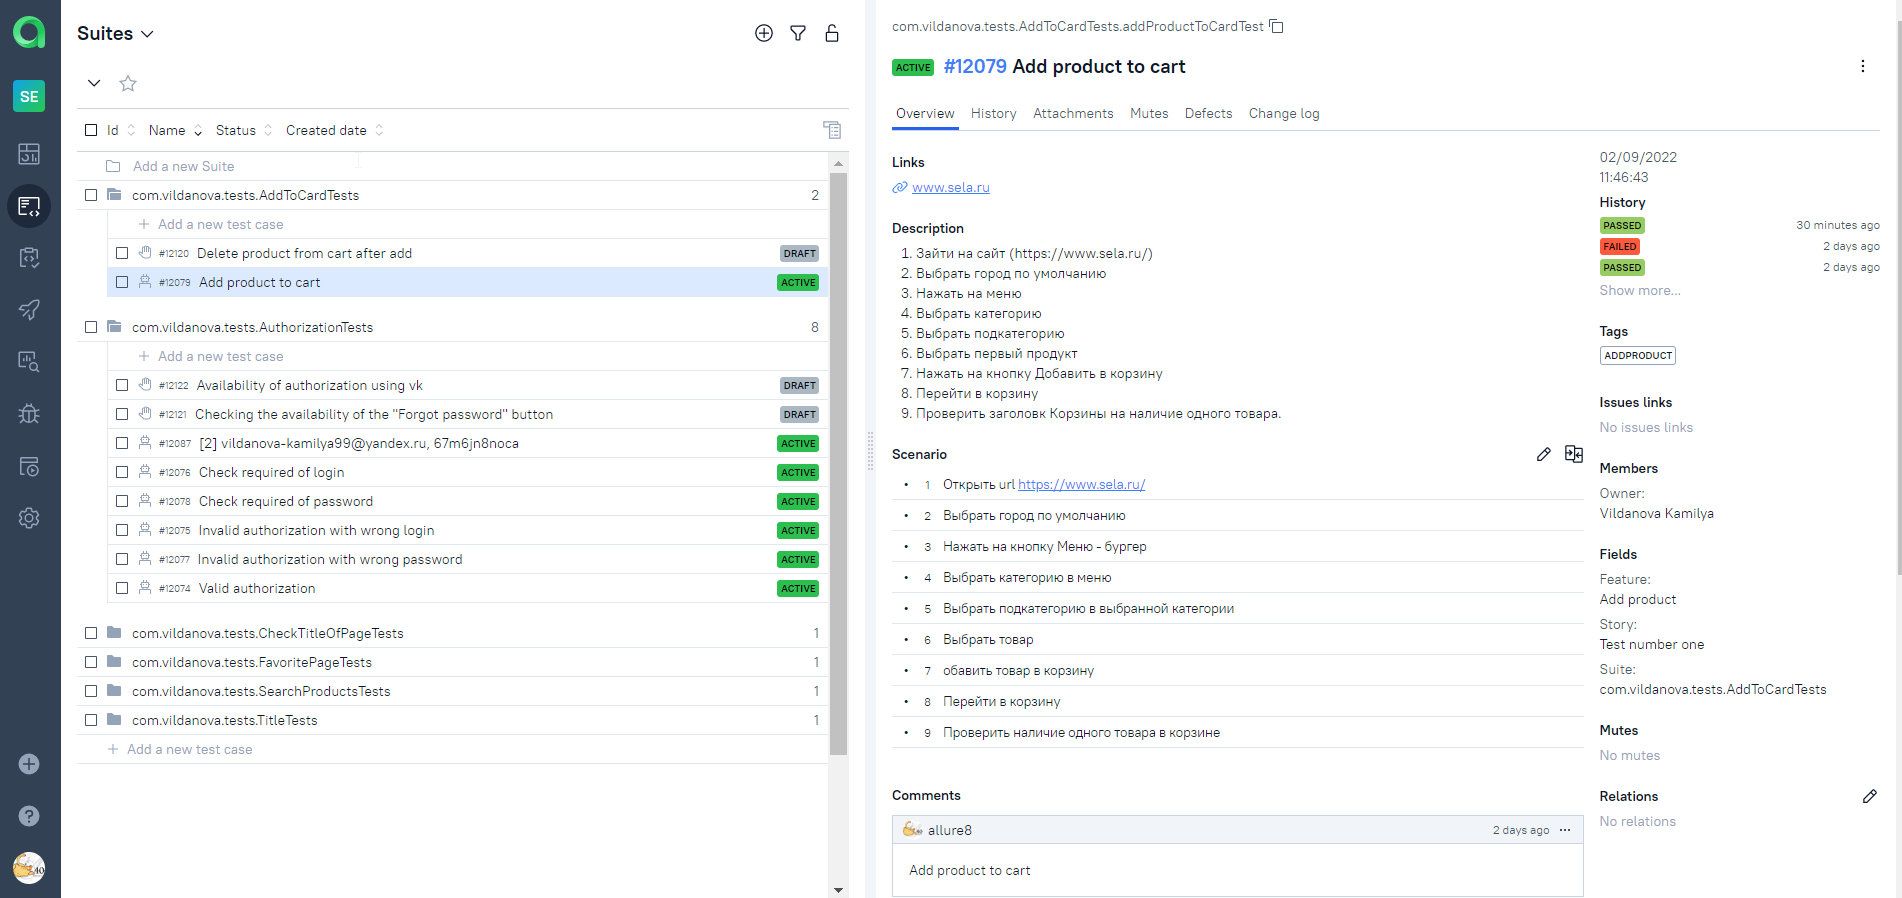 SE
Suites
Id Name Status Created date
Add a new Suite
com.vildanova.tests.AddToCardTests 2
Add a new test case
#12120 Delete product from cart after add DRAFT
#12079 Add product to cart ACTIVE
com.vildanova.tests.AuthorizationTests 8
Add a new test case
#12122 Availability of authorization using vk DRAFT
#12121 Checking the availability of the "Forgot password" button DRAFT
#12087 [2] vildanova-kamilya99@yandex.ru, 67m6jn8noca ACTIVE
#12076 Check required of login ACTIVE
#12078 Check required of password ACTIVE
#12075 Invalid authorization with wrong login ACTIVE
#12077 Invalid authorization with wrong password ACTIVE
#12074 Valid authorization ACTIVE
com.vildanova.tests.CheckTitleOfPageTests 1
com.vildanova.tests.FavoritePageTests 1
com.vildanova.tests.SearchProductsTests 1
com.vildanova.tests.TitleTests 1
Add a new test case
com.vildanova.tests.AddToCardTests.addProductToCardTest
ACTIVE #12079 Add product to cart
Overview History Attachments Mutes Defects Change log
Links
www.sela.ru
Description
1. Зайти на сайт (https://www.sela.ru/)
2. Выбрать город по умолчанию
3. Нажать на меню
4. Выбрать категорию
5. Выбрать подкатегорию
6. Выбрать первый продукт
7. Нажать на кнопку Добавить в корзину
8. Перейти в корзину
9. Проверить заголовк Корзины на наличие одного товара.
Scenario
1 Открыть url https://www.sela.ru/
2 Выбрать город по умолчанию
3 Нажать на кнопку Меню - бургер
4 Выбрать категорию в меню
5 Выбрать подкатегорию в выбранной категории
6 Выбрать товар
7 обавить товар в корзину
8 Перейти в корзину
9 Проверить наличие одного товара в корзине
Comments
allure8 2 days ago
Add product to cart
02/09/2022
11:46:43
History
PASSED 30 minutes ago
FAILED 2 days ago
PASSED 2 days ago
Show more...
Tags
ADDPRODUCT
Issues links
No issues links
Members
Owner:
Vildanova Kamilya
Fields
Feature:
Add product
Story:
Test number one
Suite:
com.vildanova.tests.AddToCardTests
Mutes
No mutes
Relations
No relations